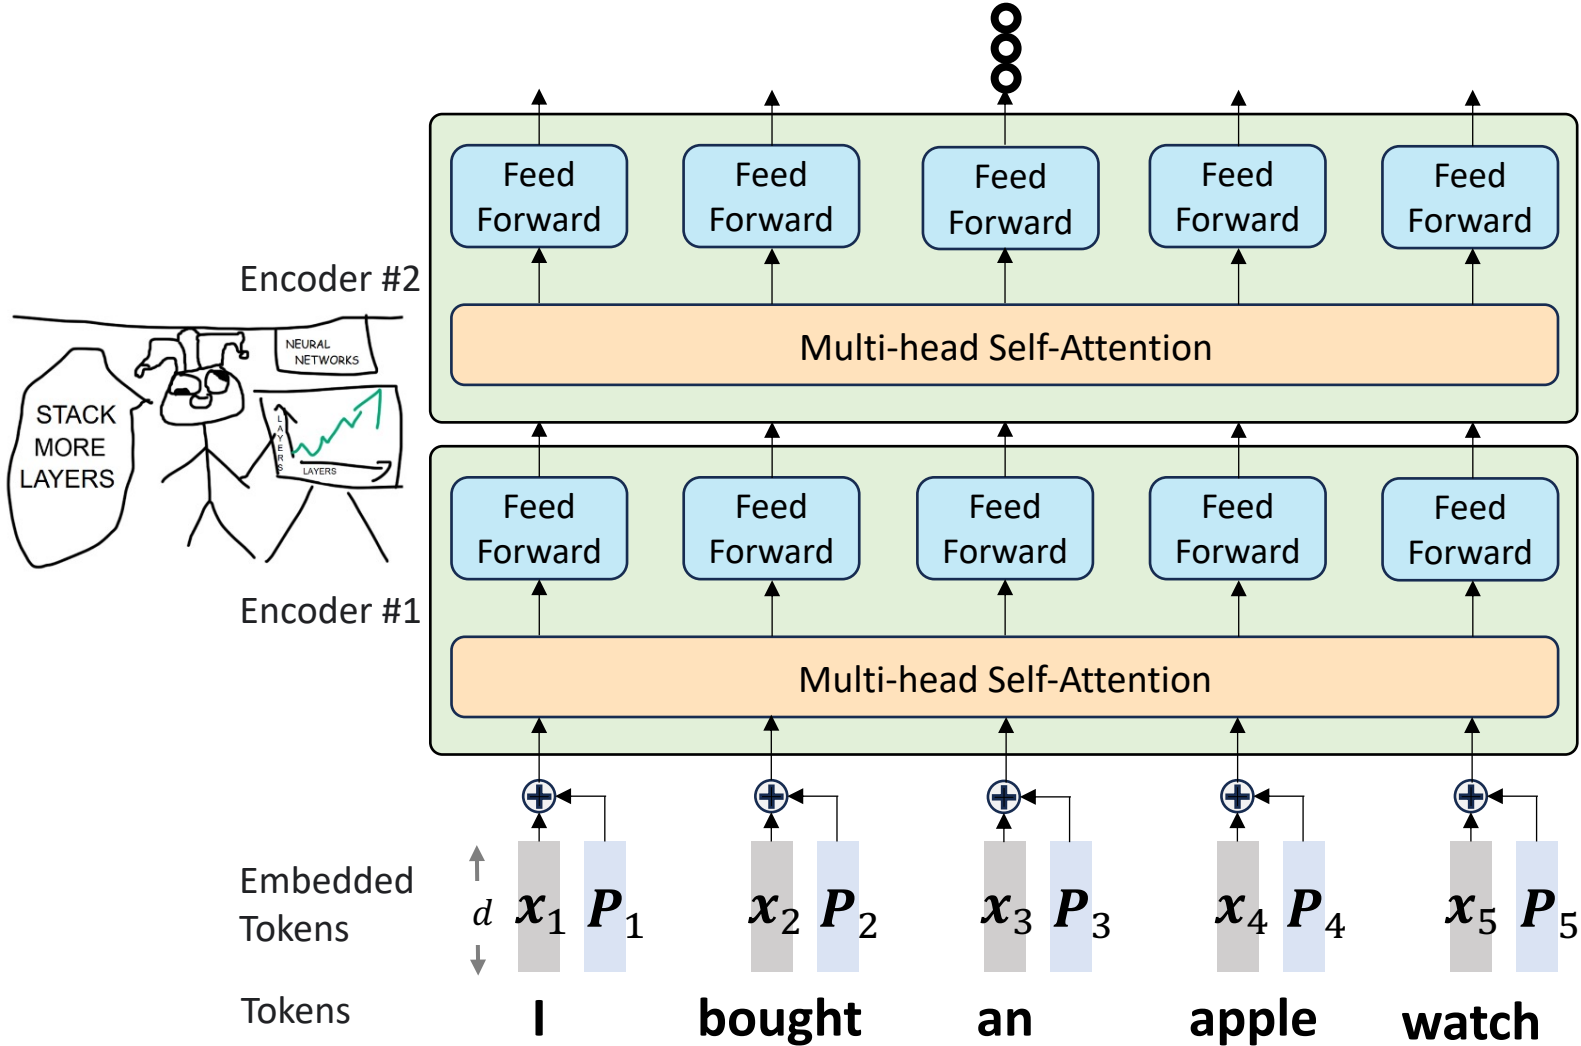 Feed Feed Feed Feed Feed
Forward Forward Forward Forward Forward
Encoder #2
Multi-head Self-Attention
NEURAL
NETWORKS
STACK
MORE
LAYERS
LAYERS
LAYERS
Feed Feed Feed Feed Feed
Forward Forward Forward Forward Forward
Encoder #1
Multi-head Self-Attention
Embedded
Tokens
d x₁ P₁ x₂ P₂ x₃ P₃ x₄ P₄ x₅ P₅
Tokens I bought an apple watch